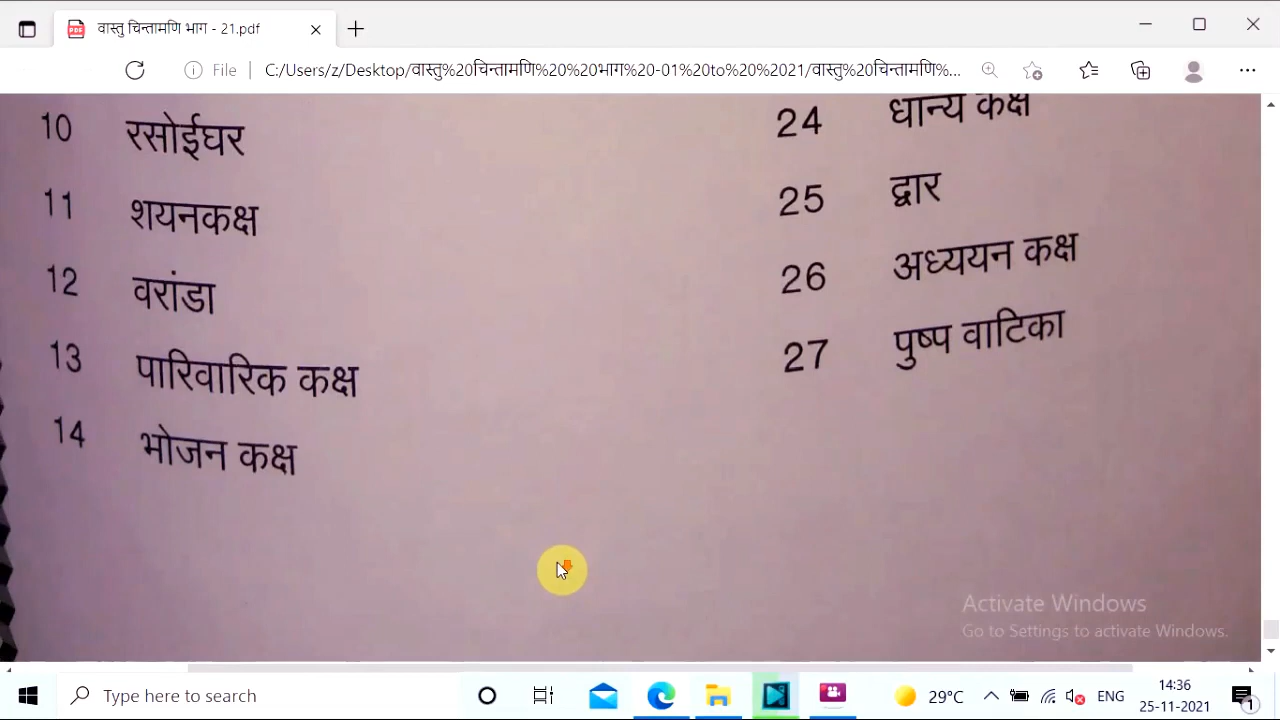 वास्तु चिन्तामणि भाग - 21.pdf
File
C:/Users/z/Desktop/वास्तु%20चिन्तामणि%20%20भाग%20-01%20to%20%2021/वास्तु%20चिन्तामणि%...
10 रसोईघर
11 शयनकक्ष
12 वरांडा
13 पारिवारिक कक्ष
14 भोजन कक्ष
24 धान्य कक्ष
25 द्वार
26 अध्ययन कक्ष
27 पुष्प वाटिका
Activate Windows
Go to Settings to activate Windows.
Type here to search
29°C
ENG
14:36
25-11-2021
1